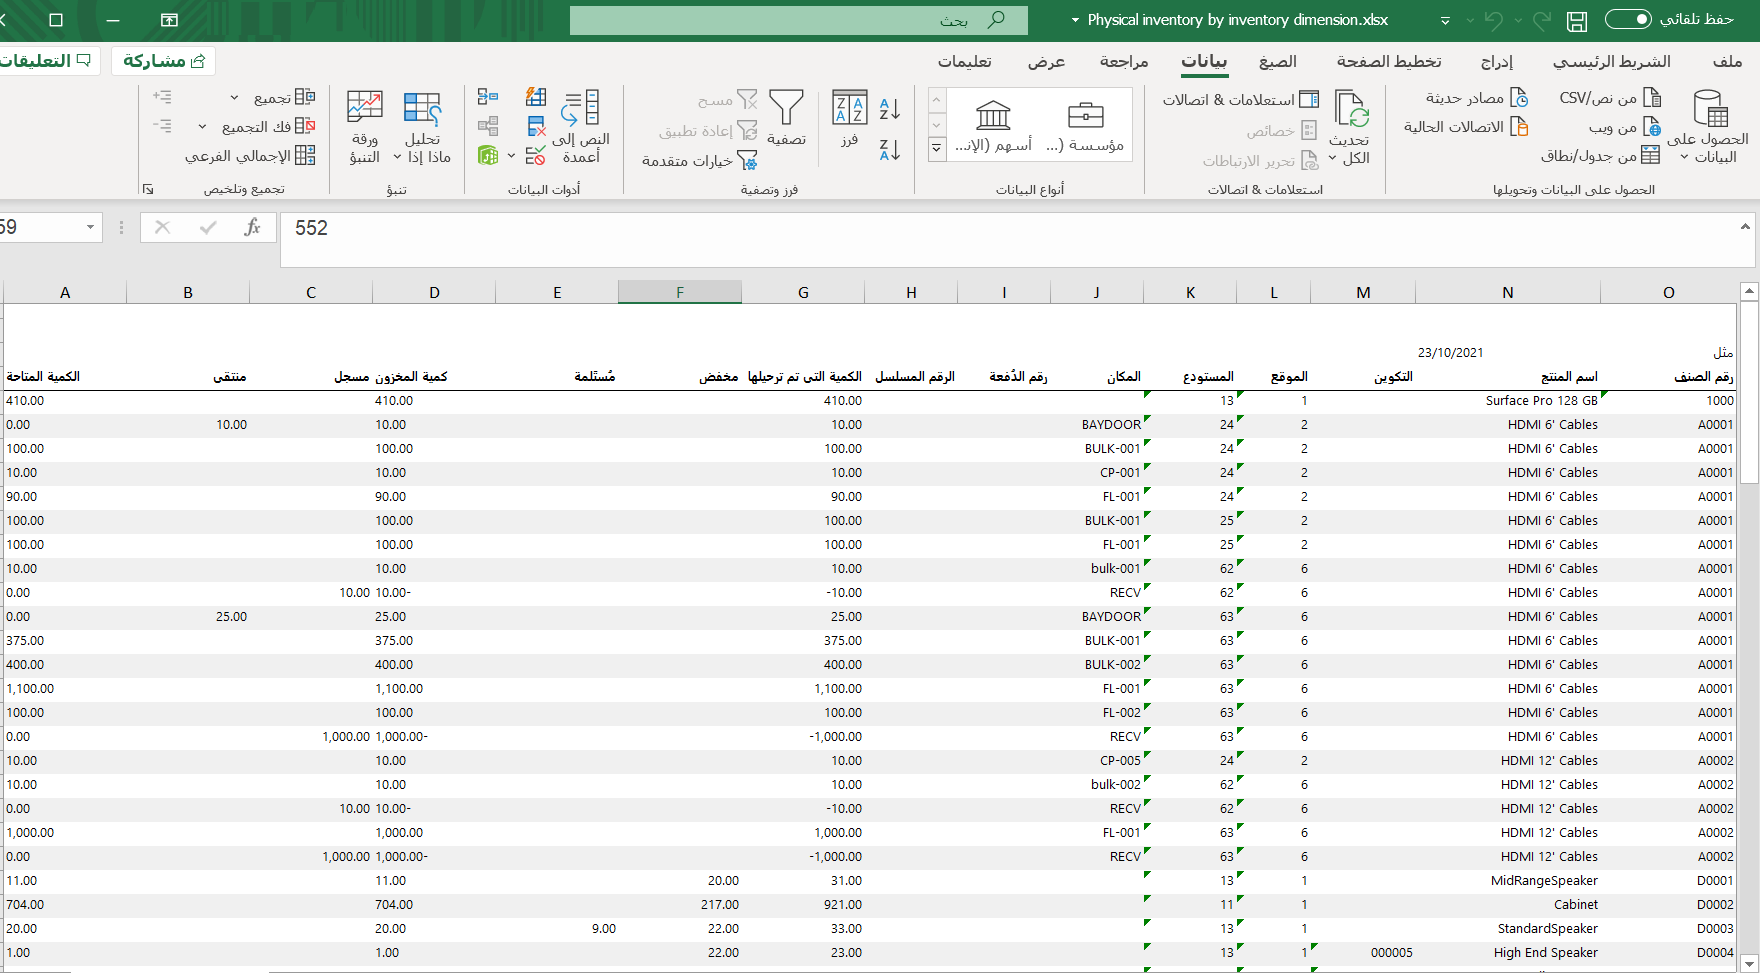 حفظ تلقائي
Physical inventory by inventory dimension.xlsx
بحث
ملف الشريط الرئيسي إدراج تخطيط الصفحة الصيغ بيانات مراجعة عرض تعليمات
مشاركة التعليقات
الحصول على البيانات
من نص/CSV
من ويب
من جدول/نطاق
مصادر حديثة
الاتصالات الحالية
الحصول على البيانات وتحويلها
تحديث الكل
استعلامات & اتصالات
خصائص
تحرير الارتباطات
استعلامات & اتصالات
مؤسسة (...
أسهم (الإن...
أنواع البيانات
فرز
تصفية
مسح
إعادة تطبيق
خيارات متقدمة
فرز وتصفية
النص إلى أعمدة
أدوات البيانات
تحليل ماذا إذا
ورقة التنبؤ
تنبؤ
تجميع
فك التجميع
الإجمالي الفرعي
تجميع وتلخيص
59
fx 552
A B C D E F G H I J K L M N O
مثل 23/10/2021
رقم الصنف اسم المنتج التكوين الموقع المستودع المكان رقم الدُفعة الرقم المسلسل الكمية التي تم ترحيلها مخفض مُستَلمة كمية المخزون مسجل منتقى الكمية المتاحة
1000 Surface Pro 128 GB 1 13 410.00 410.00 410.00
A0001 HDMI 6' Cables 2 24 BAYDOOR 10.00 10.00 10.00 0.00
A0001 HDMI 6' Cables 2 24 BULK-001 100.00 100.00 100.00
A0001 HDMI 6' Cables 2 24 CP-001 10.00 10.00 10.00
A0001 HDMI 6' Cables 2 24 FL-001 90.00 90.00 90.00
A0001 HDMI 6' Cables 2 25 BULK-001 100.00 100.00 100.00
A0001 HDMI 6' Cables 2 25 FL-001 100.00 100.00 100.00
A0001 HDMI 6' Cables 6 62 bulk-001 10.00 10.00 10.00
A0001 HDMI 6' Cables 6 62 RECV -10.00 10.00- 10.00 0.00
A0001 HDMI 6' Cables 6 63 BAYDOOR 25.00 25.00 25.00 0.00
A0001 HDMI 6' Cables 6 63 BULK-001 375.00 375.00 375.00
A0001 HDMI 6' Cables 6 63 BULK-002 400.00 400.00 400.00
A0001 HDMI 6' Cables 6 63 FL-001 1,100.00 1,100.00 1,100.00
A0001 HDMI 6' Cables 6 63 FL-002 100.00 100.00 100.00
A0001 HDMI 6' Cables 6 63 RECV -1,000.00 1,000.00- 1,000.00 0.00
A0002 HDMI 12' Cables 2 24 CP-005 10.00 10.00 10.00
A0002 HDMI 12' Cables 6 62 bulk-002 10.00 10.00 10.00
A0002 HDMI 12' Cables 6 62 RECV -10.00 10.00- 10.00 0.00
A0002 HDMI 12' Cables 6 63 FL-001 1,000.00 1,000.00 1,000.00
A0002 HDMI 12' Cables 6 63 RECV -1,000.00 1,000.00- 1,000.00 0.00
D0001 MidRangeSpeaker 1 13 31.00 20.00 11.00 11.00
D0002 Cabinet 1 11 921.00 217.00 704.00 704.00
D0003 StandardSpeaker 1 13 33.00 22.00 9.00 20.00 20.00
D0004 High End Speaker 000005 1 13 23.00 22.00 1.00 1.00